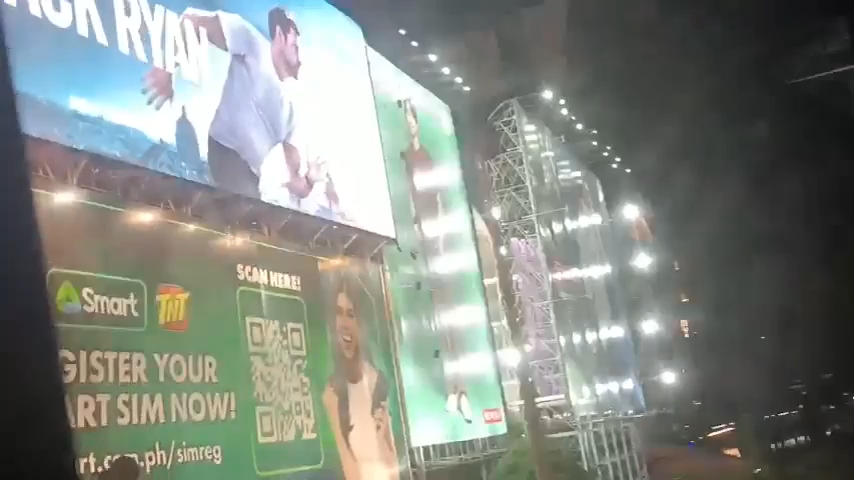 ACK RYAN
Smart
TNT
SCAN HERE!
GISTER YOUR
ART SIM NOW!
rt.com.ph/simreg